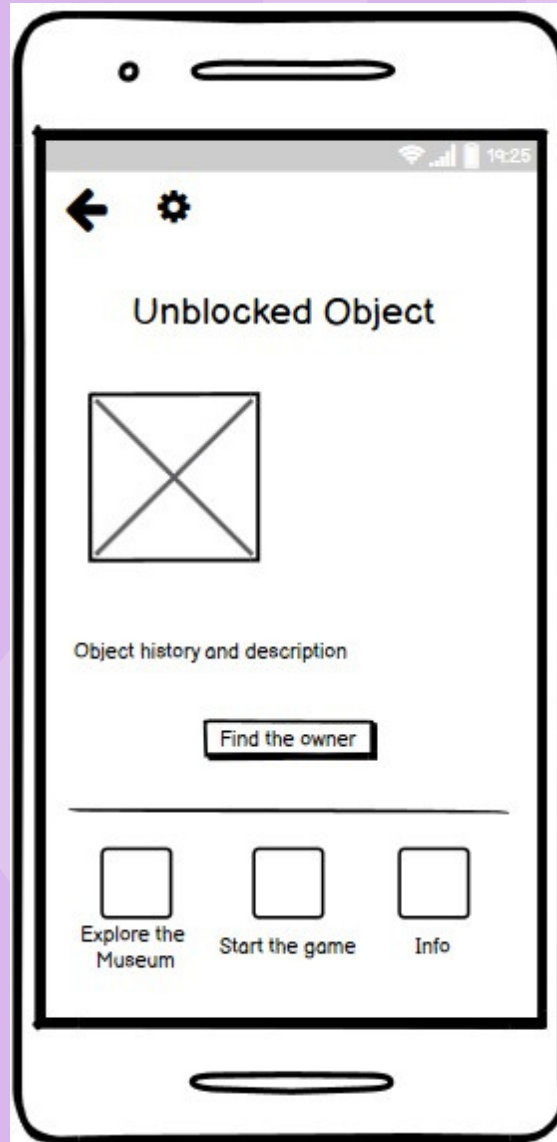 19:25
Unblocked Object
Object history and description
Find the owner
Explore the
Museum
Start the game
Info